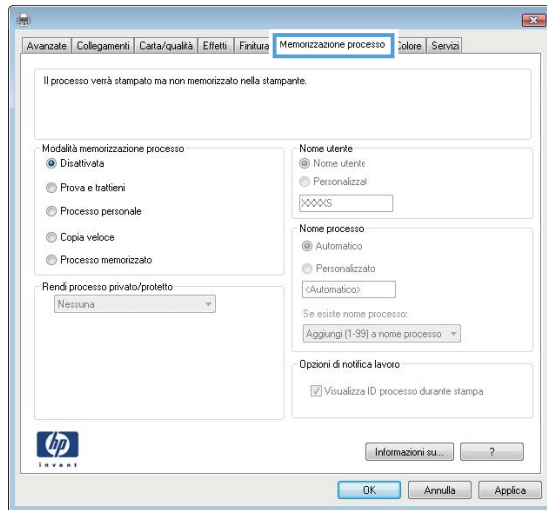 Avanzate Collegamenti Carta/qualità Effetti Finitura Memorizzazione processo Colore Servizi
Il processo verrà stampato ma non memorizzato nella stampante.
Modalità memorizzazione processo
Disattivata
Prova e trattieni
Processo personale
Copia veloce
Processo memorizzato
Rendi processo privato/protetto
Nessuna
Nome utente
Nome utente
Personalizzat
XXXXS
Nome processo
Automatico
Personalizzato
<Automatico>
Se esiste nome processo:
Aggiungi (1-99) a nome processo
Opzioni di notifica lavoro
Visualizza ID processo durante stampa
hp
invent
Informazioni su... ?
OK Annulla Applica